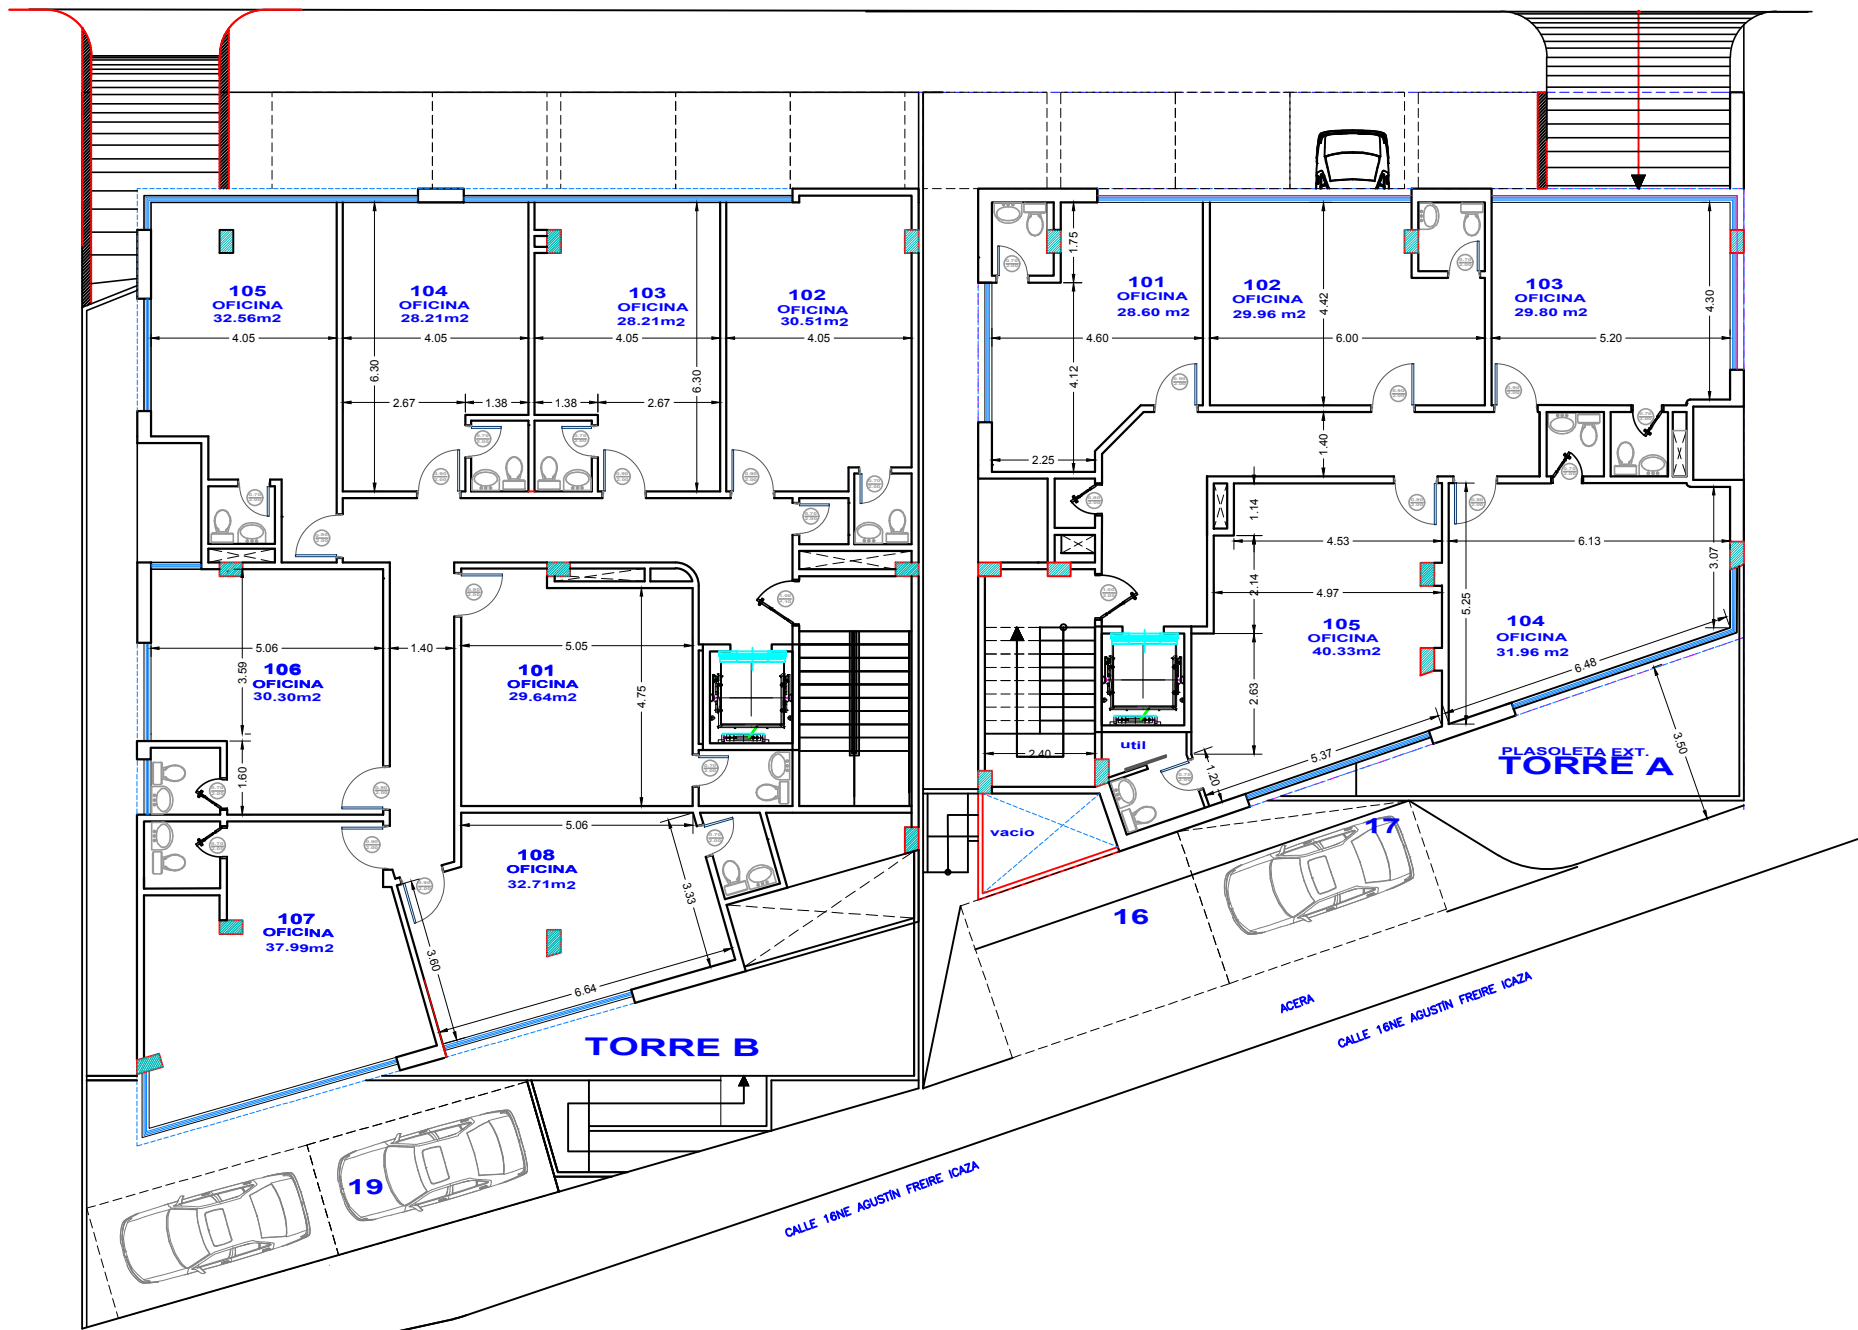 105
OFICINA
32.56m2
4.05
104
OFICINA
28.21m2
4.05
6.30
2.67
1.38
103
OFICINA
28.21m2
4.05
6.30
1.38
2.67
102
OFICINA
30.51m2
4.05
1.75
101
OFICINA
28.60 m2
4.60
4.12
2.25
102
OFICINA
29.96 m2
4.42
6.00
1.40
103
OFICINA
29.80 m2
4.30
5.20
106
OFICINA
30.30m2
5.06
3.59
1.60
1.40
101
OFICINA
29.64m2
5.05
4.75
1.14
4.53
2.14
4.97
2.63
105
OFICINA
40.33m2
5.37
1.20
6.13
3.07
5.25
104
OFICINA
31.96 m2
6.48
3.50
2.40
util
vacio
PLASOLETA EXT.
TORRE A
107
OFICINA
37.99m2
108
OFICINA
32.71m2
5.06
3.33
3.60
6.64
TORRE B
17
16
19
ACERA
CALLE 16NE AGUSTÍN FREIRE ICAZA
CALLE 16NE AGUSTÍN FREIRE ICAZA